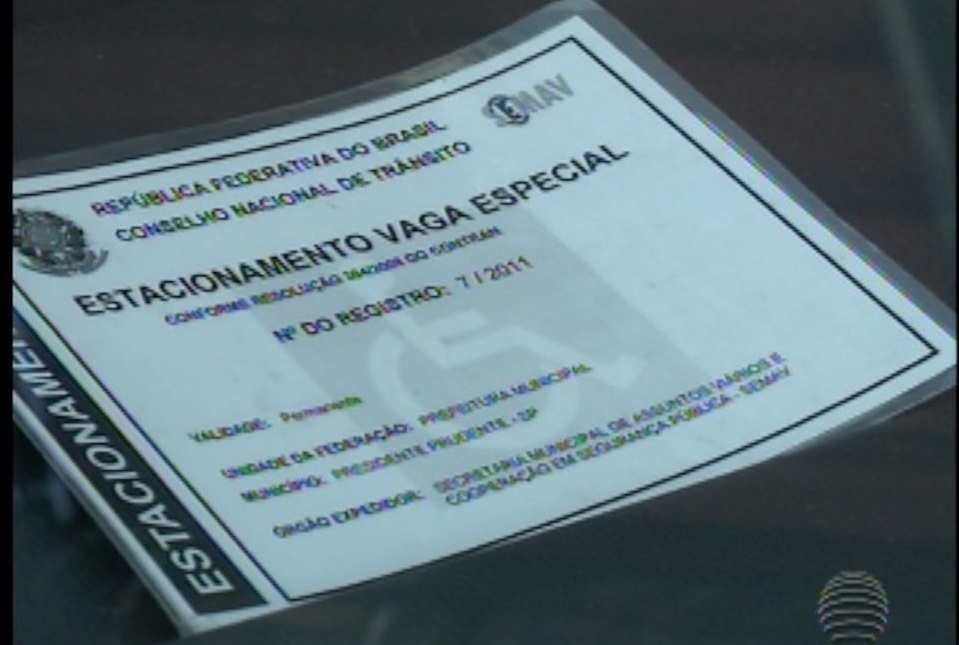 SEMAV
REPÚBLICA FEDERATIVA DO BRASIL
CONSELHO NACIONAL DE TRÂNSITO
ESTACIONAMENTO VAGA ESPECIAL
CONFORME RESOLUÇÃO DO CONTRAN
Nº DO REGISTRO: 7 / 2011
VALIDADE: Permanente
UNIDADE DA FEDERAÇÃO: PREFEITURA MUNICIPAL
MUNICÍPIO: PRESIDENTE PRUDENTE - SP
ÓRGÃO EXPEDIDOR: SECRETARIA MUNICIPAL DE ASSUNTOS VIÁRIOS E
COOPERAÇÃO EM SEGURANÇA PÚBLICA - SEMAV
ESTACIONAMEN